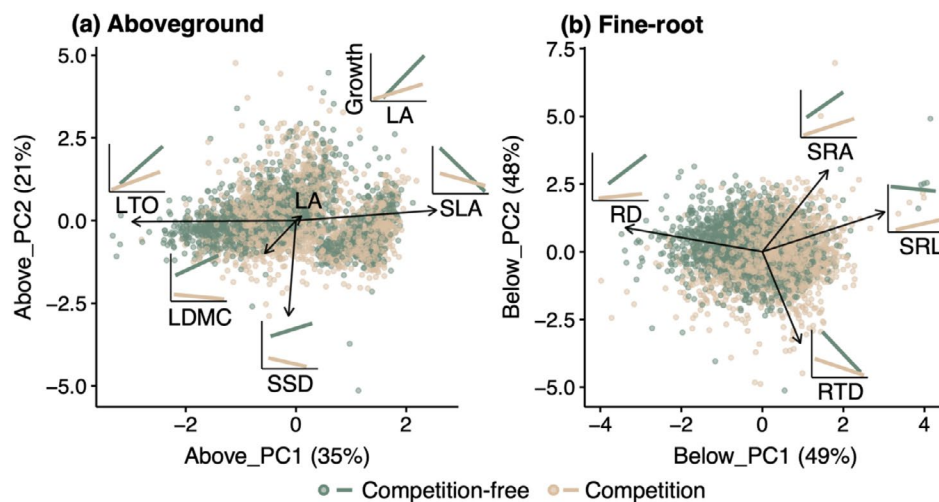 (a) Aboveground
Above_PC2 (21%)
5.0
2.5
0.0
−2.5
−5.0
Growth
LA
LTO
LA
SLA
LDMC
SSD
−2
0
2
Above_PC1 (35%)
(b) Fine-root
Below_PC2 (48%)
7.5
5.0
2.5
0.0
−2.5
−5.0
SRA
RD
SRL
RTD
−4
−2
0
2
4
Below_PC1 (49%)
Competition-free
Competition